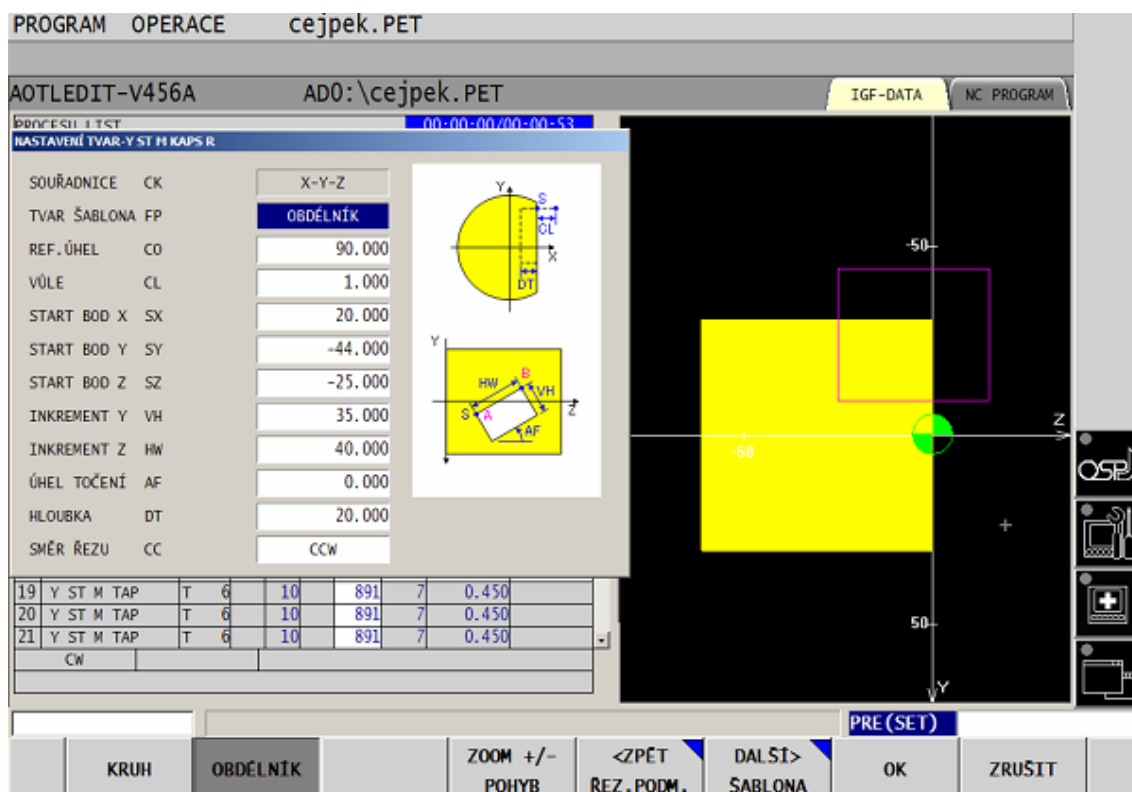 PROGRAM OPERACE cejpek.PET
AOTLEDIT-V456A AD0:\cejpek.PET IGF-DATA NC PROGRAM
PROCESU LIST 00:00:00/00:00:53
NASTAVENÍ TVAR-Y ST M KAPS R
SOUŘADNICE CK X-Y-Z
TVAR ŠABLONA FP OBDÉLNÍK
REF.ÚHEL CO 90.000
VŮLE CL 1.000
START BOD X SX 20.000
START BOD Y SY -44.000
START BOD Z SZ -25.000
INKREMENT Y VH 35.000
INKREMENT Z HW 40.000
ÚHEL TOČENÍ AF 0.000
HLOUBKA DT 20.000
SMĚR ŘEZU CC CCW
Y
S
CL
X
DT
Y
HW B VH
S A Z
AF
-50
Z
-50
50
Y
QSP
19 Y ST M TAP T 6 10 891 7 0.450
20 Y ST M TAP T 6 10 891 7 0.450
21 Y ST M TAP T 6 10 891 7 0.450
CW
PRE(SET)
KRUH OBDÉLNÍK ZOOM +/- POHYB <ZPĚT ŘEZ.PODM. DALŠÍ> ŠABLONA OK ZRUŠIT